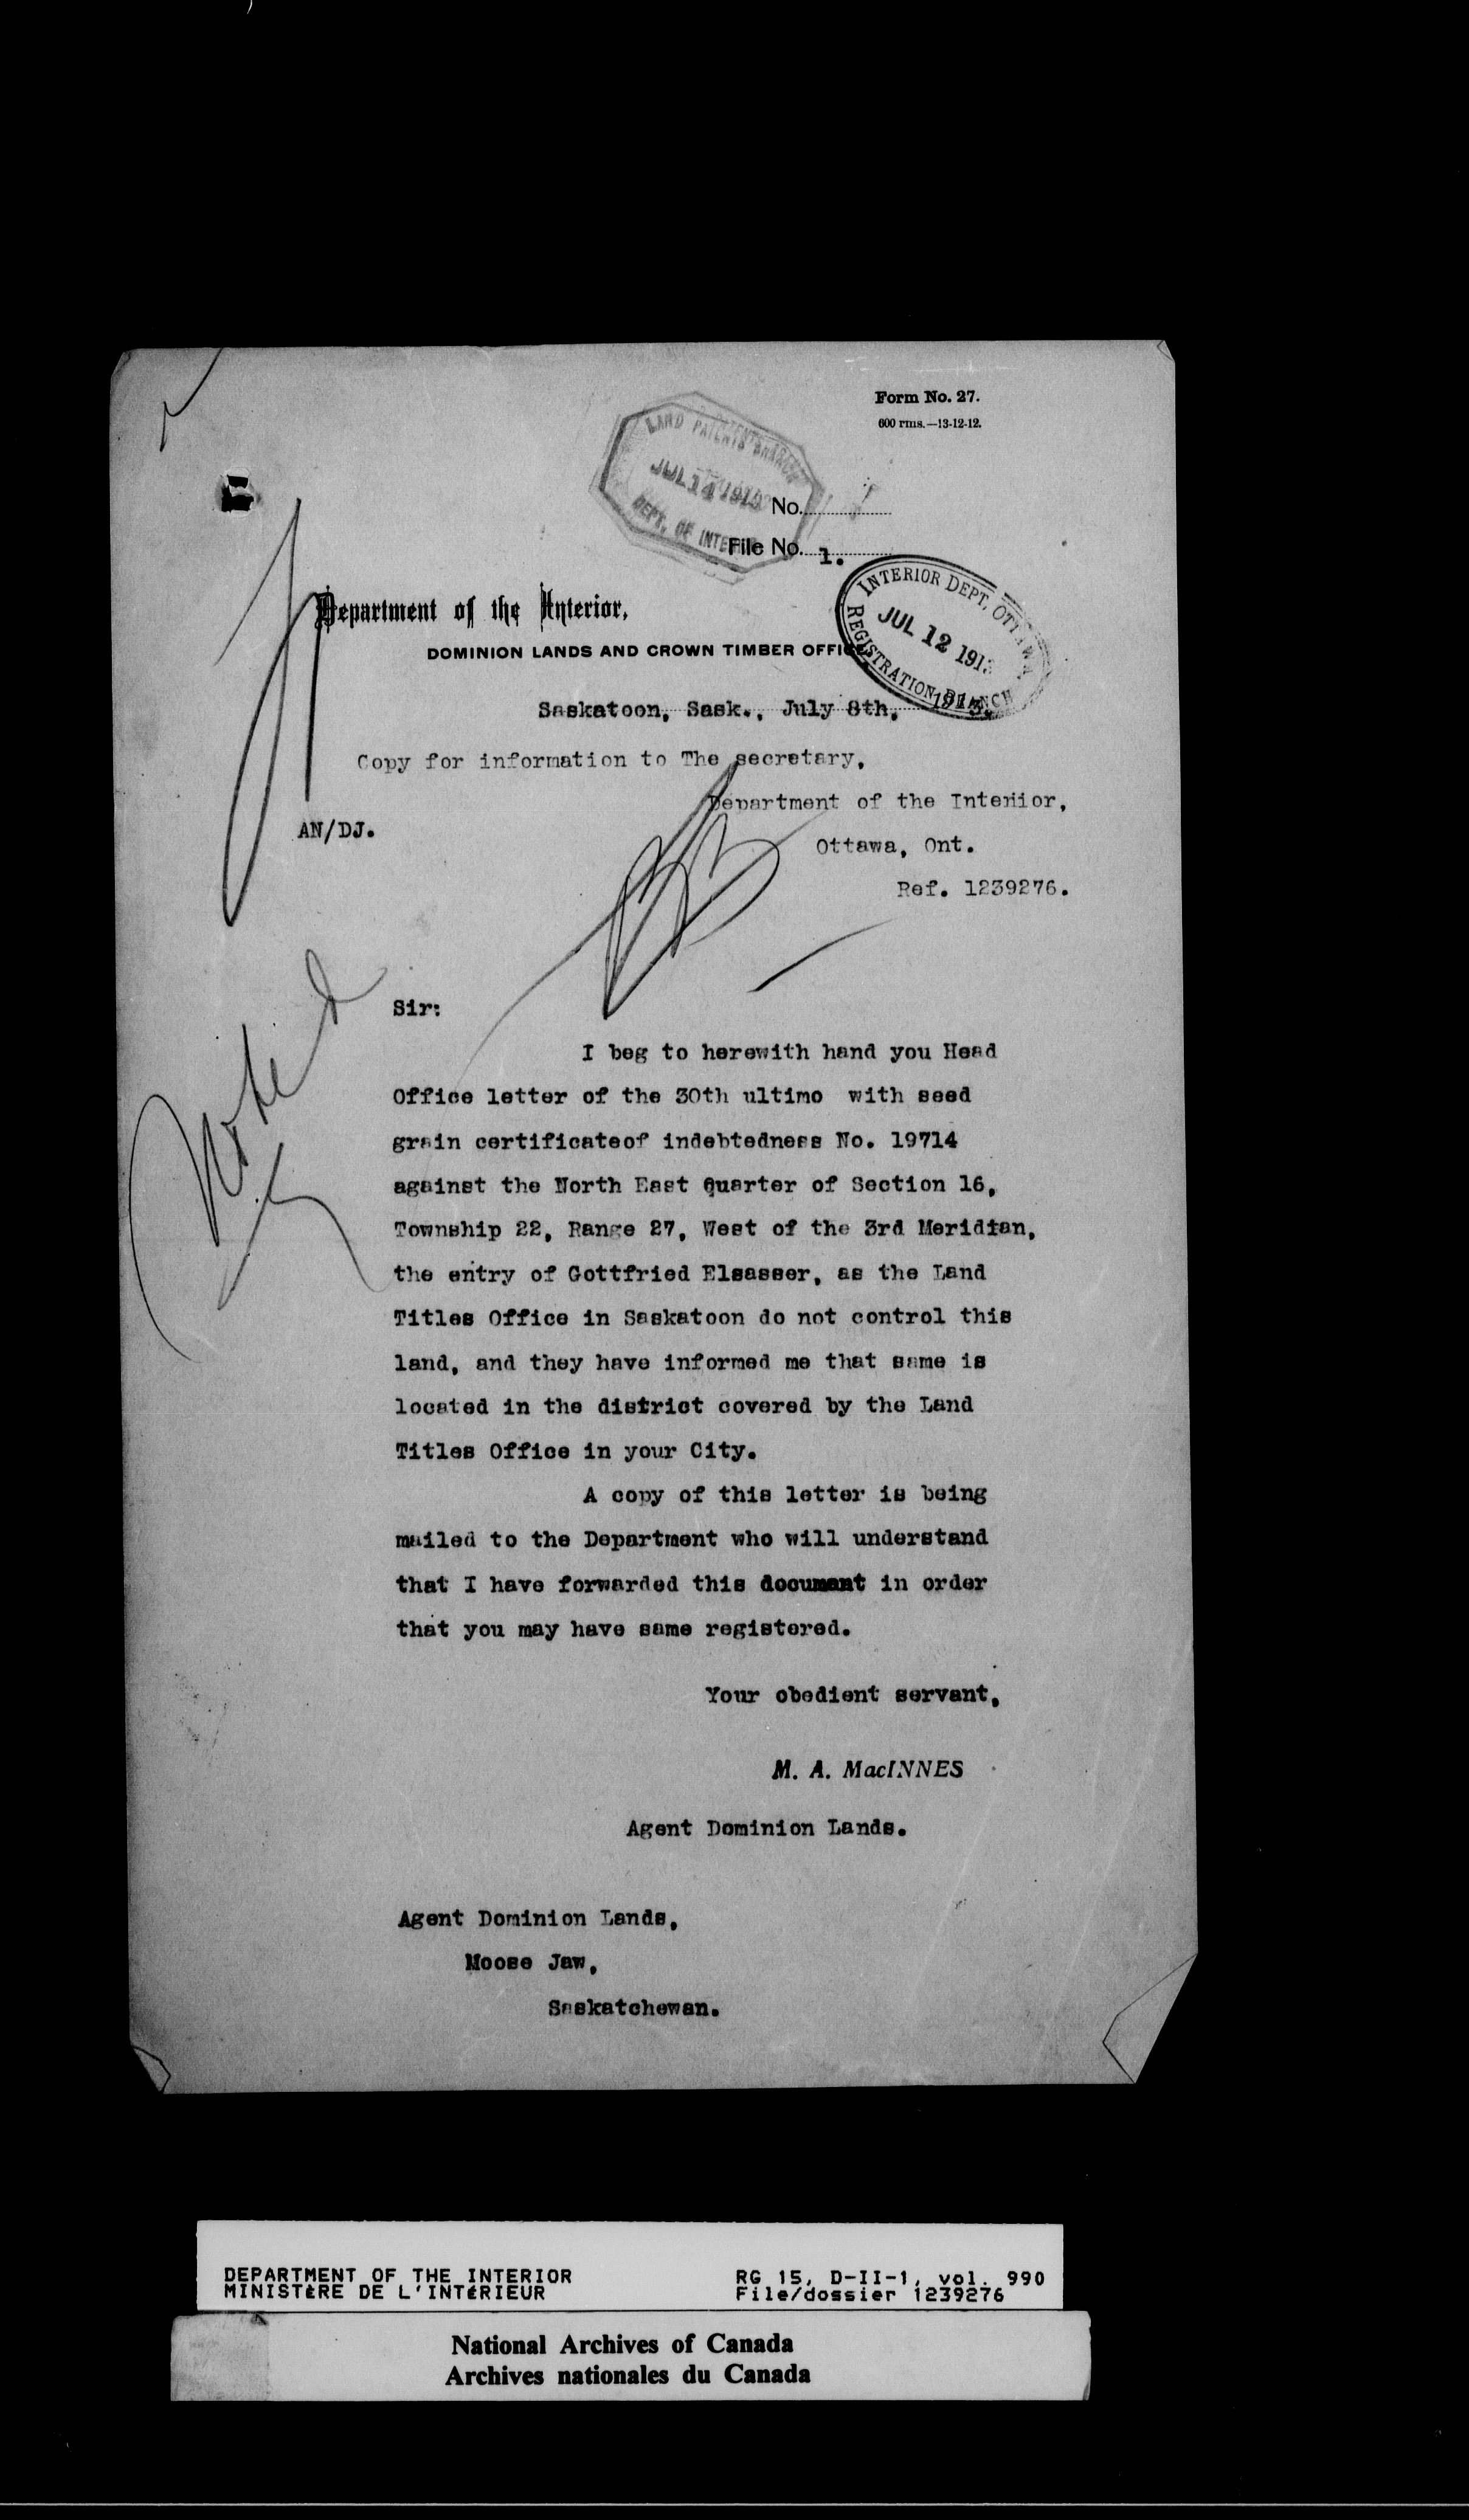 Form No. 27.
600 rms.—13-12-12.
LAND PATENTS BRANCH
JUL 14 1913
DEPT. OF INTERIOR
No.
File No. 1.
INTERIOR DEPT, OTTAWA
JUL 12 1913
REGISTRATION BRANCH
Department of the Interior,
DOMINION LANDS AND CROWN TIMBER OFFICE
Saskatoon, Sask., July 8th, 1913.
Copy for information to The secretary,
Department of the Interior,
AN/DJ.
Ottawa, Ont.
Ref. 1239276.
Noted
Sir:
I beg to herewith hand you Head
Office letter of the 30th ultimo with seed
grain certificateof indebtedness No. 19714
against the North East Quarter of Section 16,
Township 22, Range 27, West of the 3rd Meridian,
the entry of Gottfried Elsasser, as the Land
Titles Office in Saskatoon do not control this
land, and they have informed me that same is
located in the district covered by the Land
Titles Office in your City.
A copy of this letter is being
mailed to the Department who will understand
that I have forwarded this document in order
that you may have same registered.
Your obedient servant,
M. A. MacINNES
Agent Dominion Lands.
Agent Dominion Lands,
Moose Jaw,
Saskatchewan.
DEPARTMENT OF THE INTERIOR
MINISTÈRE DE L'INTÉRIEUR
RG 15, D-II-1, vol. 990
File/dossier 1239276
National Archives of Canada
Archives nationales du Canada